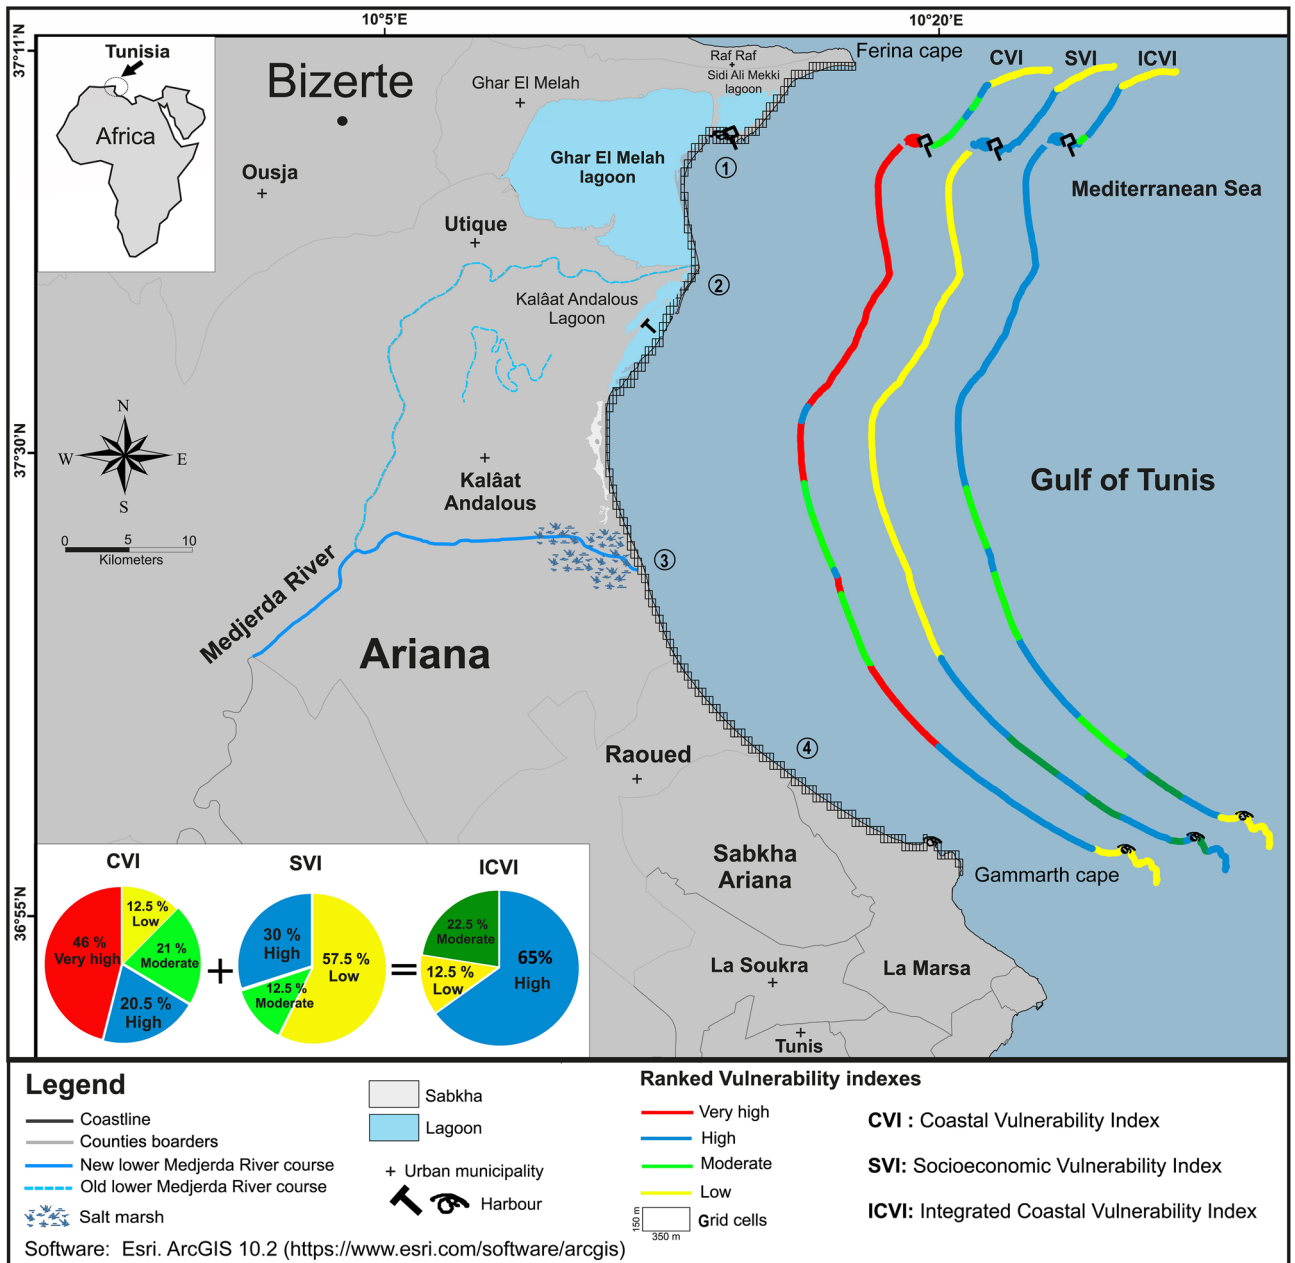 10°5'E
10°20'E
37°11'N
37°30'N
36°55'N
Tunisia
Africa
Bizerte
Raf Raf
Sidi Ali Mekki
lagoon
Ferina cape
CVI
SVI
ICVI
Ghar El Melah
Ghar El Melah
lagoon
1
Ousja
Mediterranean Sea
Utique
2
Kalâat Andalous
Lagoon
N
W
E
S
0
5
10
Kilometers
Kalâat
Andalous
Gulf of Tunis
3
Medjerda River
Ariana
4
Raoued
Sabkha
Ariana
Gammarth cape
La Soukra
La Marsa
Tunis
CVI
SVI
ICVI
12.5 %
Low
46 %
Very high
21 %
Moderate
20.5 %
High
+
30 %
High
57.5 %
Low
12.5 %
Moderate
=
22.5 %
Moderate
12.5 %
Low
65%
High
Legend
Coastline
Counties boarders
New lower Medjerda River course
Old lower Medjerda River course
Salt marsh
Sabkha
Lagoon
+ Urban municipality
Harbour
Software: Esri. ArcGIS 10.2 (https://www.esri.com/software/arcgis)
Ranked Vulnerability indexes
Very high
High
Moderate
Low
150 m
350 m
Grid cells
CVI : Coastal Vulnerability Index
SVI: Socioeconomic Vulnerability Index
ICVI: Integrated Coastal Vulnerability Index